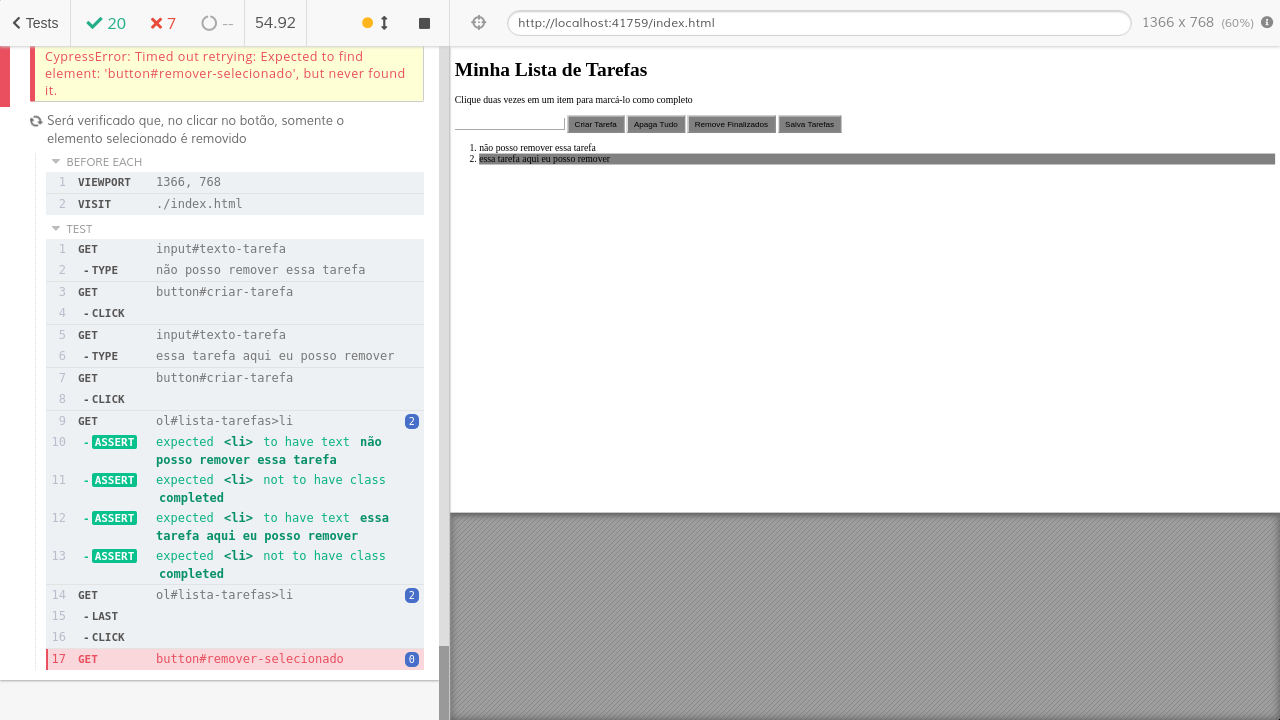 Tests 20 7 -- 54.92
CypressError: Timed out retrying: Expected to find
element: 'button#remover-selecionado', but never found
it.
Será verificado que, no clicar no botão, somente o
elemento selecionado é removido
BEFORE EACH
1 VIEWPORT 1366, 768
2 VISIT ./index.html
TEST
1 GET input#texto-tarefa
2 -TYPE não posso remover essa tarefa
3 GET button#criar-tarefa
4 -CLICK
5 GET input#texto-tarefa
6 -TYPE essa tarefa aqui eu posso remover
7 GET button#criar-tarefa
8 -CLICK
9 GET ol#lista-tarefas>li 2
10 -ASSERT expected <li> to have text não
posso remover essa tarefa
11 -ASSERT expected <li> not to have class
completed
12 -ASSERT expected <li> to have text essa
tarefa aqui eu posso remover
13 -ASSERT expected <li> not to have class
completed
14 GET ol#lista-tarefas>li 2
15 -LAST
16 -CLICK
17 GET button#remover-selecionado 0
http://localhost:41759/index.html 1366 x 768 (60%)
Minha Lista de Tarefas
Clique duas vezes em um item para marcá-lo como completo
Criar Tarefa Apaga Tudo Remove Finalizados Salva Tarefas
1. não posso remover essa tarefa
2. essa tarefa aqui eu posso remover